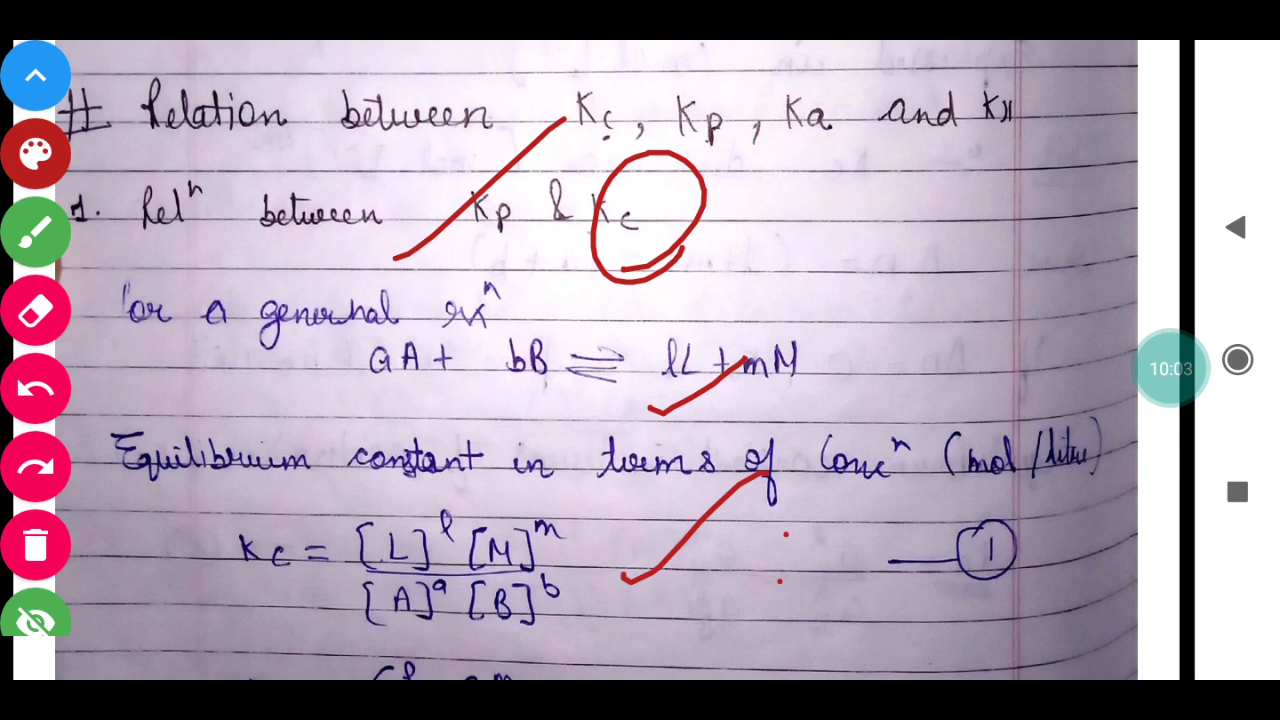 # Relation between Kc, Kp, Ka and Kx
1. Relⁿ between Kp & Kc
For a general rxⁿ
aA + bB ⇌ lL + mM
Equilibrium constant in terms of Concⁿ (mol/litre)
Kc = [L]^l [M]^m
[A]^a [B]^b
1
10:03